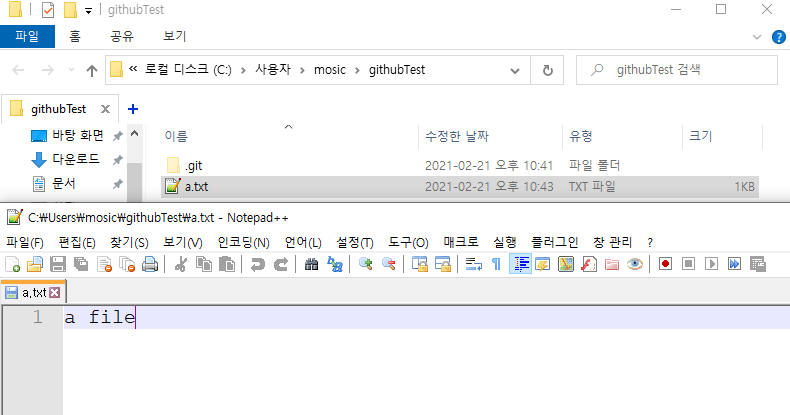 githubTest
파일 홈 공유 보기
« 로컬 디스크 (C:) > 사용자 > mosic > githubTest githubTest 검색
githubTest
바탕 화면 이름 수정한 날짜 유형 크기
다운로드 .git 2021-02-21 오후 10:41 파일 폴더
문서 a.txt 2021-02-21 오후 10:43 TXT 파일 1KB
C:₩Users₩mosic₩githubTest₩a.txt - Notepad++
파일(F) 편집(E) 찾기(S) 보기(V) 인코딩(N) 언어(L) 설정(T) 도구(O) 매크로 실행 플러그인 창 관리 ?
a.txt
1 a file